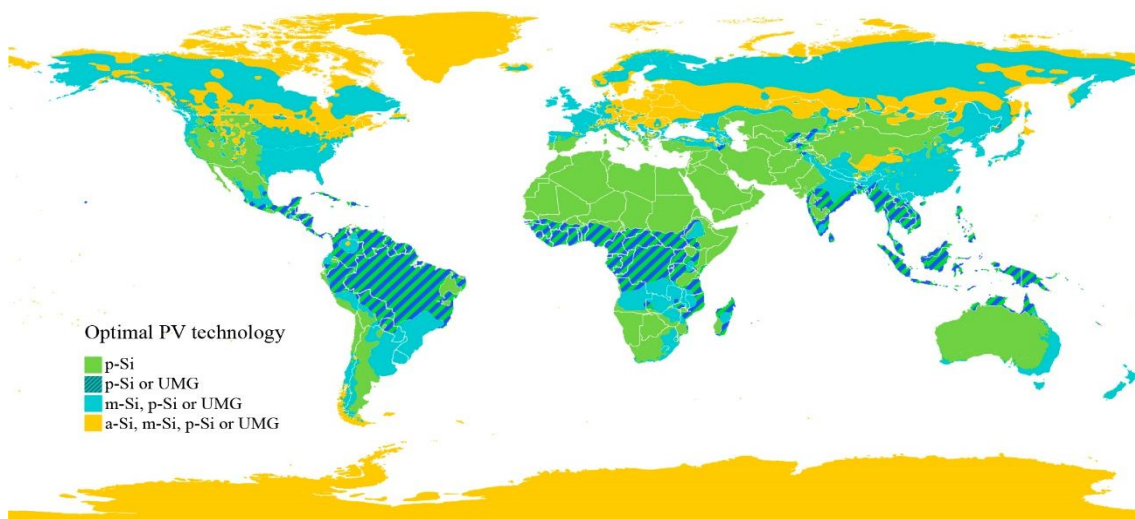 Optimal PV technology
p-Si
p-Si or UMG
m-Si, p-Si or UMG
a-Si, m-Si, p-Si or UMG